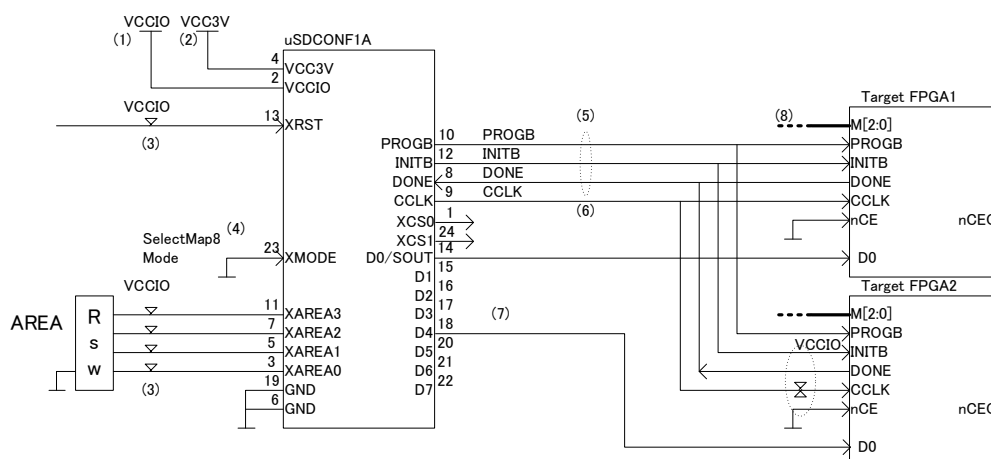 VCCIO VCC3V
(1) (2)
uSDCONF1A
4 VCC3V
2 VCCIO
VCCIO
13 XRST
(3)
PROGB 10 PROGB
INITB 12 INITB
DONE 8 DONE
CCLK 9 CCLK
(5)
(6)
XCS0 1
XCS1 24
SelectMap8
Mode
(4)
23 XMODE
D0/SOUT 14
D1 15
D2 16
D3 17
D4 18
D5 20
D6 21
D7 22
(7)
VCCIO
AREA
R
s
w
11 XAREA3
7 XAREA2
5 XAREA1
3 XAREA0
(3)
19 GND
6 GND
Target FPGA1
(8)
M[2:0]
PROGB
INITB
DONE
CCLK
nCE nCEO
D0
Target FPGA2
M[2:0]
PROGB
VCCIO
INITB
DONE
CCLK
nCE nCEO
D0